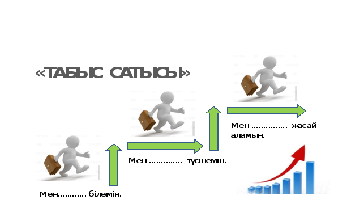 «ТАБЫС САТЫСЫ»
Мен .............. жасай
аламын.
Мен.............. түсінемін.
Мен........... білемін.